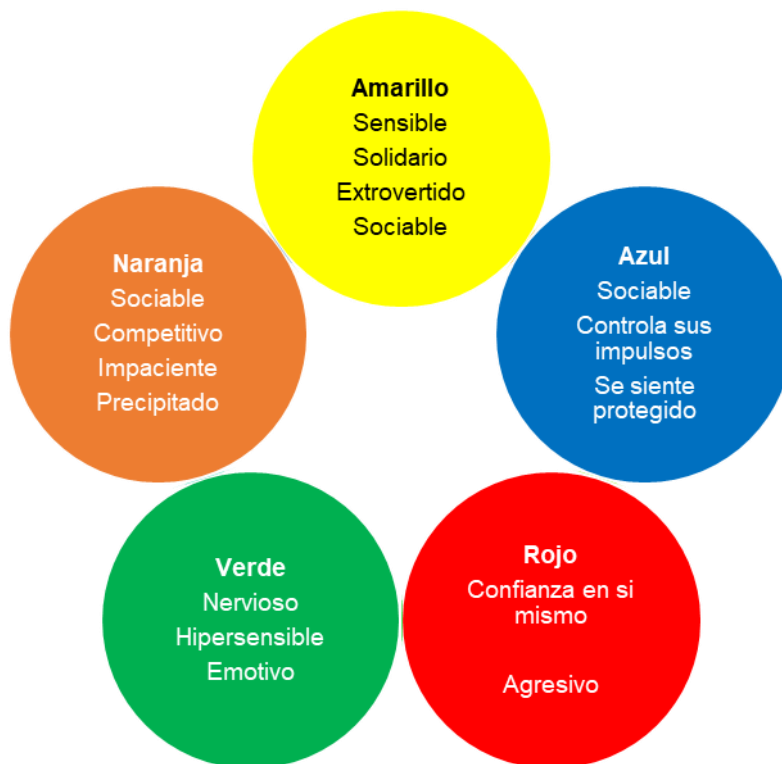 Amarillo
Sensible
Solidario
Extrovertido
Sociable
Azul
Sociable
Controla sus
impulsos
Se siente
protegido
Rojo
Confianza en si
mismo
Agresivo
Verde
Nervioso
Hipersensible
Emotivo
Naranja
Sociable
Competitivo
Impaciente
Precipitado